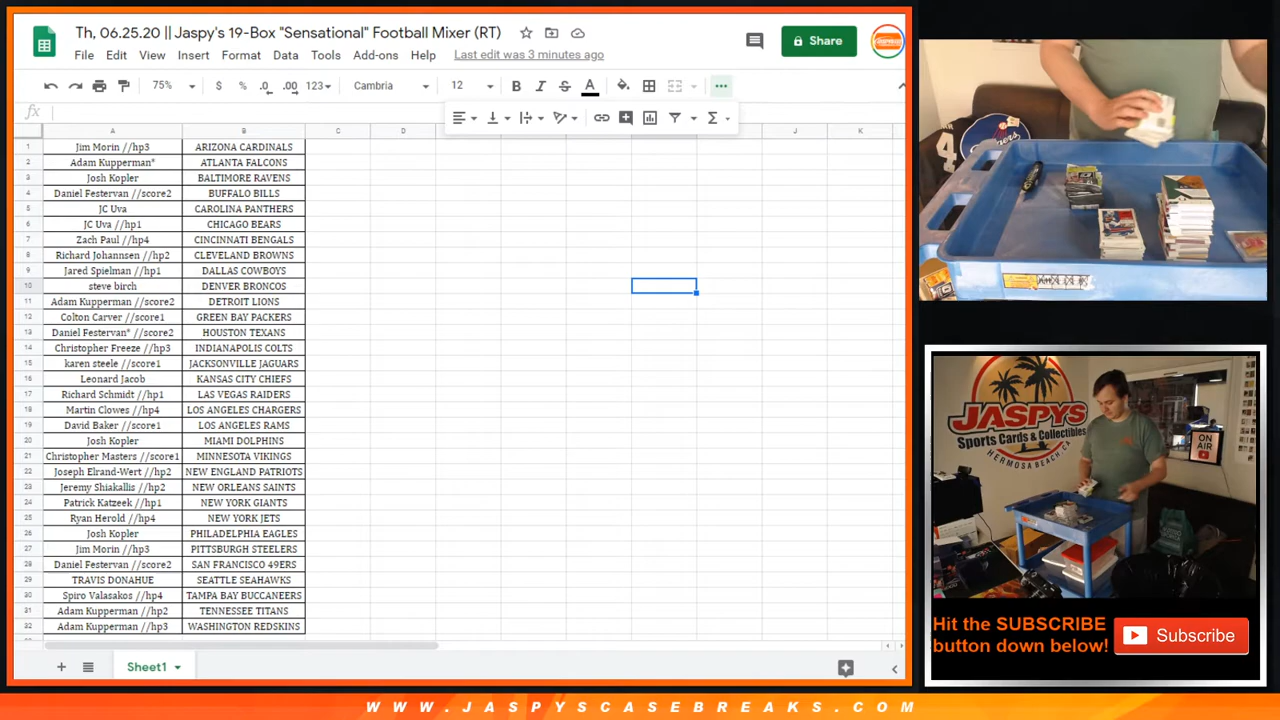 Th, 06.25.20 || Jaspy's 19-Box "Sensational" Football Mixer (RT)
File Edit View Insert Format Data Tools Add-ons Help Last edit was 3 minutes ago
Share
75% $ % .0 .00 123 Cambria 12 B I S A
fx
A B C D J K
1 Jim Morin //hp3 ARIZONA CARDINALS
2 Adam Kupperman* ATLANTA FALCONS
3 Josh Kopler BALTIMORE RAVENS
4 Daniel Festervan //score2 BUFFALO BILLS
5 JC Uva CAROLINA PANTHERS
6 JC Uva //hp1 CHICAGO BEARS
7 Zach Paul //hp4 CINCINNATI BENGALS
8 Richard Johannsen //hp2 CLEVELAND BROWNS
9 Jared Spielman //hp1 DALLAS COWBOYS
10 steve birch DENVER BRONCOS
11 Adam Kupperman //score2 DETROIT LIONS
12 Colton Carver //score1 GREEN BAY PACKERS
13 Daniel Festervan* //score2 HOUSTON TEXANS
14 Christopher Freeze //hp3 INDIANAPOLIS COLTS
15 karen steele //score1 JACKSONVILLE JAGUARS
16 Leonard Jacob KANSAS CITY CHIEFS
17 Richard Schmidt //hp1 LAS VEGAS RAIDERS
18 Martin Clowes //hp4 LOS ANGELES CHARGERS
19 David Baker //score1 LOS ANGELES RAMS
20 Josh Kopler MIAMI DOLPHINS
21 Christopher Masters //score1 MINNESOTA VIKINGS
22 Joseph Elrand-Wert //hp2 NEW ENGLAND PATRIOTS
23 Jeremy Shiakallis //hp2 NEW ORLEANS SAINTS
24 Patrick Katzeek //hp1 NEW YORK GIANTS
25 Ryan Herold //hp4 NEW YORK JETS
26 Josh Kopler PHILADELPHIA EAGLES
27 Jim Morin //hp3 PITTSBURGH STEELERS
28 Daniel Festervan //score2 SAN FRANCISCO 49ERS
29 TRAVIS DONAHUE SEATTLE SEAHAWKS
30 Spiro Valasakos //hp4 TAMPA BAY BUCCANEERS
31 Adam Kupperman //hp2 TENNESSEE TITANS
32 Adam Kupperman //hp3 WASHINGTON REDSKINS
Sheet1
Dodgers
4
JASPYS
Sports Cards & Collectibles
HERMOSA BEACH, CA
ON
AIR
Hit the SUBSCRIBE
button down below!
Subscribe
WWW.JASPYSCASEBREAKS.COM